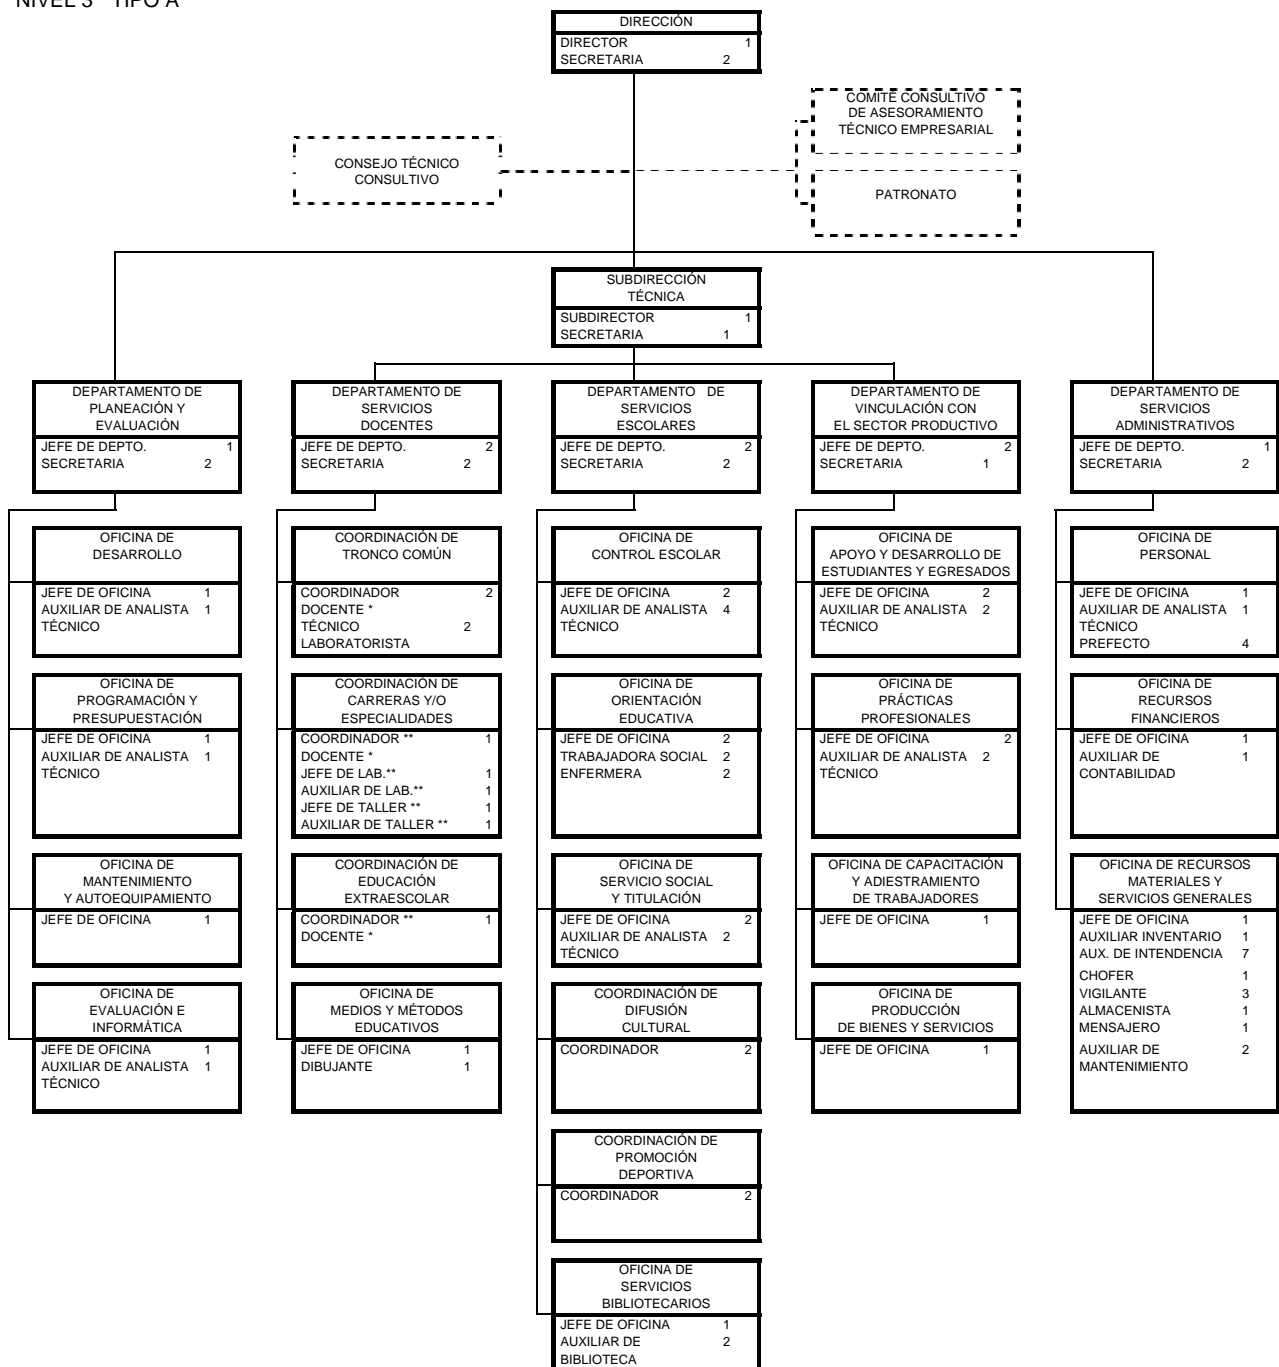 NIVEL 3 TIPO A
DIRECCIÓN
DIRECTOR 1
SECRETARIA 2
COMITÉ CONSULTIVO
DE ASESORAMIENTO
TÉCNICO EMPRESARIAL
CONSEJO TÉCNICO
CONSULTIVO
PATRONATO
SUBDIRECCIÓN
TÉCNICA
SUBDIRECTOR 1
SECRETARIA 1
DEPARTAMENTO DE
PLANEACIÓN Y
EVALUACIÓN
JEFE DE DEPTO. 1
SECRETARIA 2
OFICINA DE
DESARROLLO
JEFE DE OFICINA 1
AUXILIAR DE ANALISTA 1
TÉCNICO
OFICINA DE
PROGRAMACIÓN Y
PRESUPUESTACIÓN
JEFE DE OFICINA 1
AUXILIAR DE ANALISTA 1
TÉCNICO
OFICINA DE
MANTENIMIENTO
Y AUTOEQUIPAMIENTO
JEFE DE OFICINA 1
OFICINA DE
EVALUACIÓN E
INFORMÁTICA
JEFE DE OFICINA 1
AUXILIAR DE ANALISTA 1
TÉCNICO
DEPARTAMENTO DE
SERVICIOS
DOCENTES
JEFE DE DEPTO. 2
SECRETARIA 2
COORDINACIÓN DE
TRONCO COMÚN
COORDINADOR 2
DOCENTE *
TÉCNICO 2
LABORATORISTA
COORDINACIÓN DE
CARRERAS Y/O
ESPECIALIDADES
COORDINADOR ** 1
DOCENTE *
JEFE DE LAB.** 1
AUXILIAR DE LAB.** 1
JEFE DE TALLER ** 1
AUXILIAR DE TALLER ** 1
COORDINACIÓN DE
EDUCACIÓN
EXTRAESCOLAR
COORDINADOR ** 1
DOCENTE *
OFICINA DE
MEDIOS Y MÉTODOS
EDUCATIVOS
JEFE DE OFICINA 1
DIBUJANTE 1
DEPARTAMENTO DE
SERVICIOS
ESCOLARES
JEFE DE DEPTO. 2
SECRETARIA 2
OFICINA DE
CONTROL ESCOLAR
JEFE DE OFICINA 2
AUXILIAR DE ANALISTA 4
TÉCNICO
OFICINA DE
ORIENTACIÓN
EDUCATIVA
JEFE DE OFICINA 2
TRABAJADORA SOCIAL 2
ENFERMERA 2
OFICINA DE
SERVICIO SOCIAL
Y TITULACIÓN
JEFE DE OFICINA 2
AUXILIAR DE ANALISTA 2
TÉCNICO
COORDINACIÓN DE
DIFUSIÓN
CULTURAL
COORDINADOR 2
COORDINACIÓN DE
PROMOCIÓN
DEPORTIVA
COORDINADOR 2
OFICINA DE
SERVICIOS
BIBLIOTECARIOS
JEFE DE OFICINA 1
AUXILIAR DE 2
BIBLIOTECA
DEPARTAMENTO DE
VINCULACIÓN CON
EL SECTOR PRODUCTIVO
JEFE DE DEPTO. 2
SECRETARIA 1
OFICINA DE
APOYO Y DESARROLLO DE
ESTUDIANTES Y EGRESADOS
JEFE DE OFICINA 2
AUXILIAR DE ANALISTA 2
TÉCNICO
OFICINA DE
PRÁCTICAS
PROFESIONALES
JEFE DE OFICINA 2
AUXILIAR DE ANALISTA 2
TÉCNICO
OFICINA DE CAPACITACIÓN
Y ADIESTRAMIENTO
DE TRABAJADORES
JEFE DE OFICINA 1
OFICINA DE
PRODUCCIÓN
DE BIENES Y SERVICIOS
JEFE DE OFICINA 1
DEPARTAMENTO DE
SERVICIOS
ADMINISTRATIVOS
JEFE DE DEPTO. 1
SECRETARIA 2
OFICINA DE
PERSONAL
JEFE DE OFICINA 1
AUXILIAR DE ANALISTA 1
TÉCNICO
PREFECTO 4
OFICINA DE
RECURSOS
FINANCIEROS
JEFE DE OFICINA 1
AUXILIAR DE 1
CONTABILIDAD
OFICINA DE RECURSOS
MATERIALES Y
SERVICIOS GENERALES
JEFE DE OFICINA 1
AUXILIAR INVENTARIO 1
AUX. DE INTENDENCIA 7
CHOFER 1
VIGILANTE 3
ALMACENISTA 1
MENSAJERO 1
AUXILIAR DE 2
MANTENIMIENTO